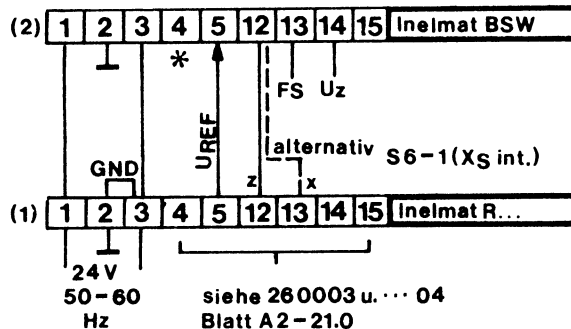 (2) 1 2 3 4 5 12 13 14 15 Inelmat BSW
* FS Uz
UREF
alternativ S6-1(XS int.)
GND z x
(1) 1 2 3 4 5 12 13 14 15 Inelmat R...
24V
50-60 siehe 260003 u. ... 04
Hz Blatt A2-21.0